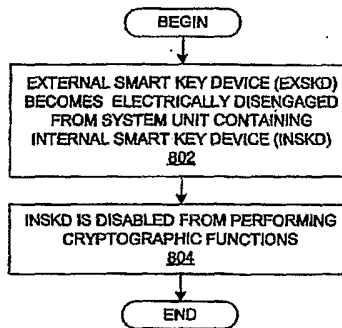 BEGIN
EXTERNAL SMART KEY DEVICE (EXSKD)
BECOMES ELECTRICALLY DISENGAGED
FROM SYSTEM UNIT CONTAINING
INTERNAL SMART KEY DEVICE (INSKD)
802
INSKD IS DISABLED FROM PERFORMING
CRYPTOGRAPHIC FUNCTIONS
804
END